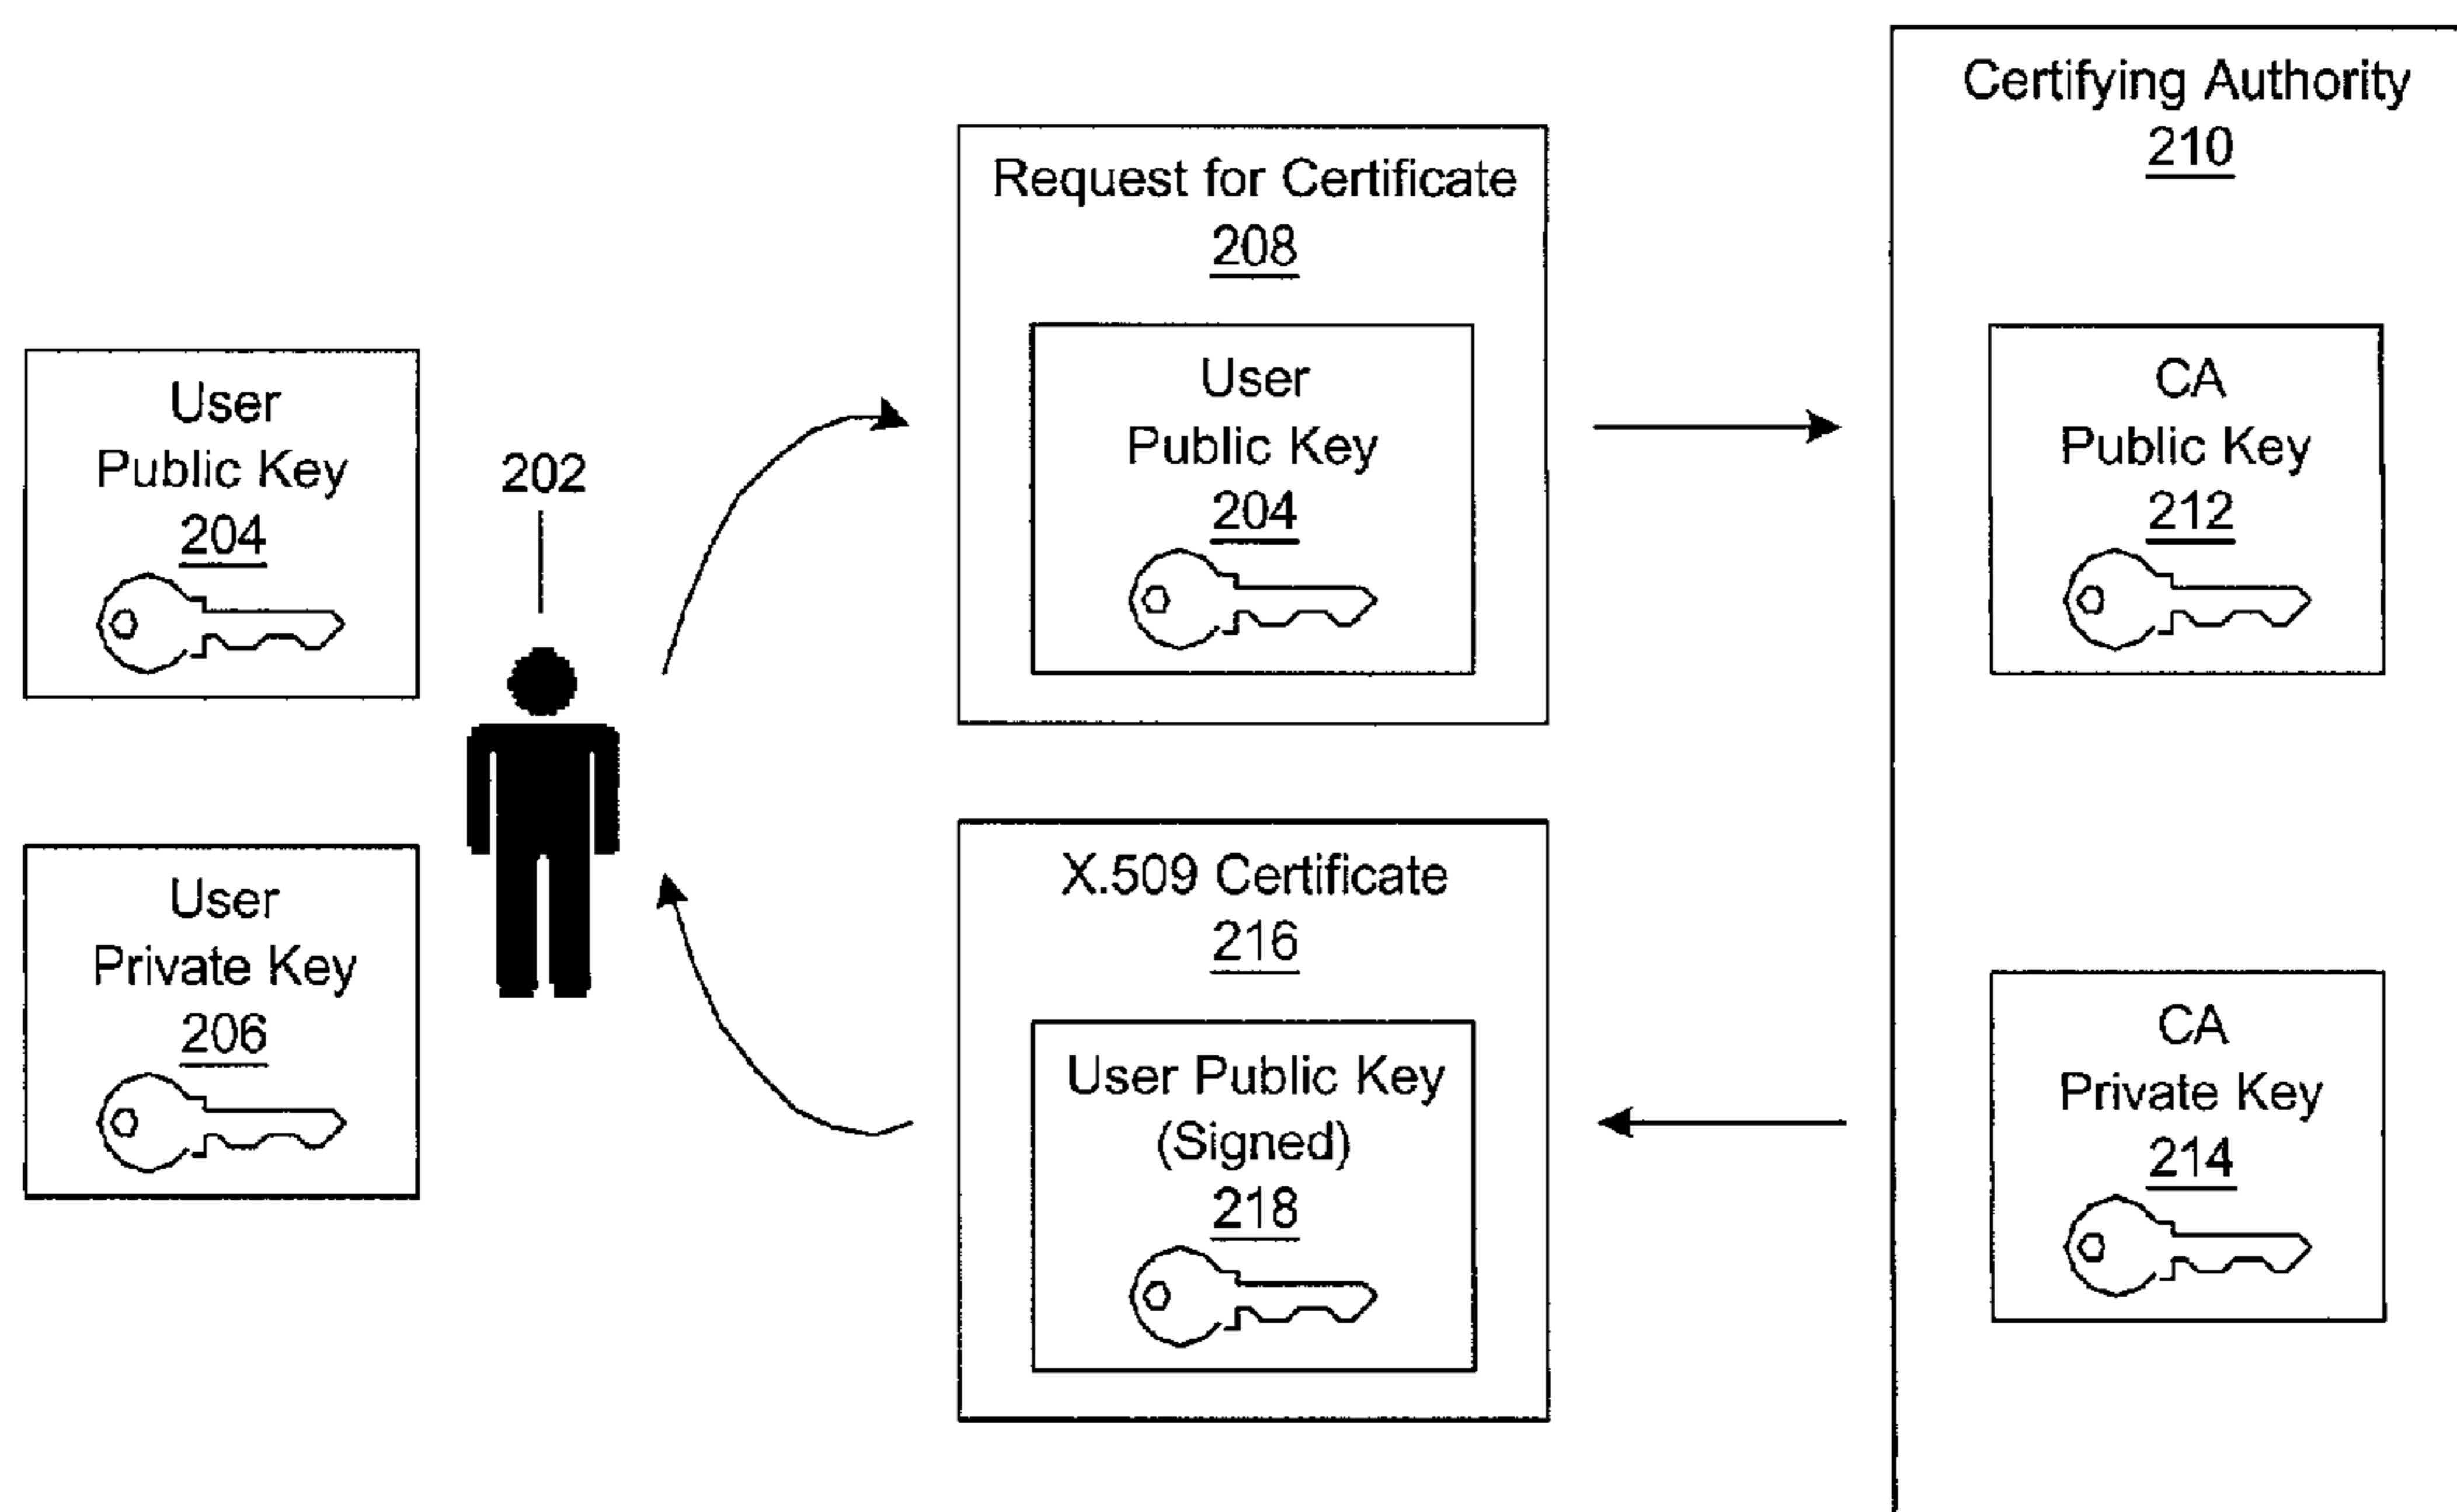 Certifying Authority
210
Request for Certificate
208
User
Public Key
204
202
User
Public Key
204
CA
Public Key
212
User
Private Key
206
X.509 Certificate
216
User Public Key
(Signed)
218
CA
Private Key
214